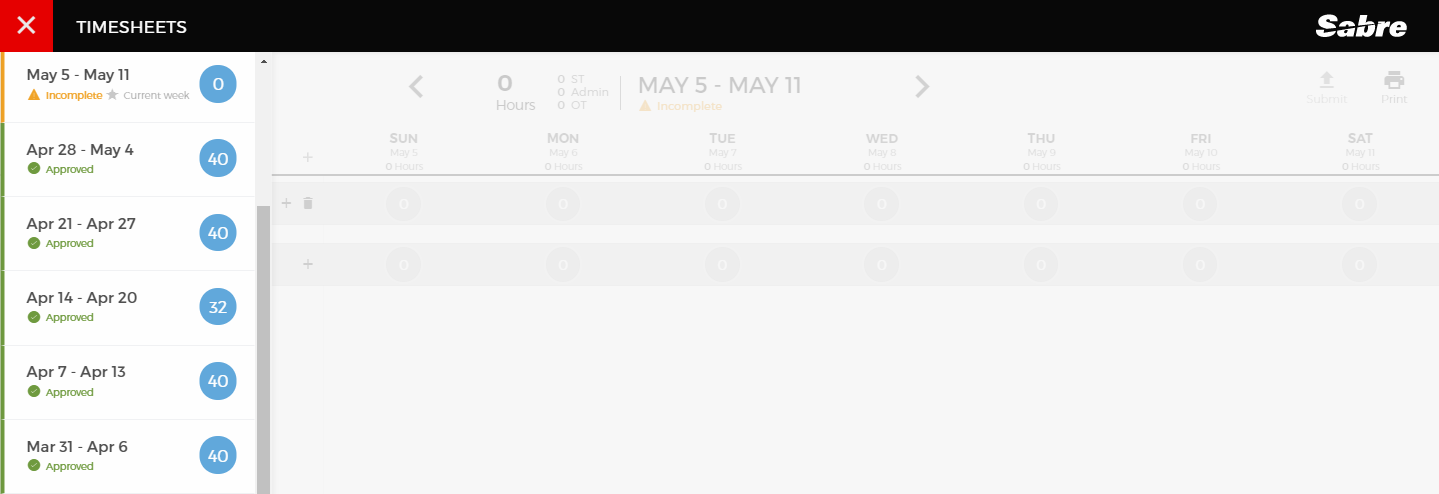 TIMESHEETS
Sabre
May 5 - May 11
0
Incomplete Current week
Apr 28 - May 4
40
Approved
Apr 21 - Apr 27
40
Approved
Apr 14 - Apr 20
32
Approved
Apr 7 - Apr 13
40
Approved
Mar 31 - Apr 6
40
Approved
0
Hours
0 ST
0 Admin
0 OT
MAY 5 - MAY 11
Incomplete
Submit
Print
SUN MON TUE WED THU FRI SAT
May 5 May 6 May 7 May 8 May 9 May 10 May 11
0 Hours 0 Hours 0 Hours 0 Hours 0 Hours 0 Hours 0 Hours
0 0 0 0 0 0 0
0 0 0 0 0 0 0